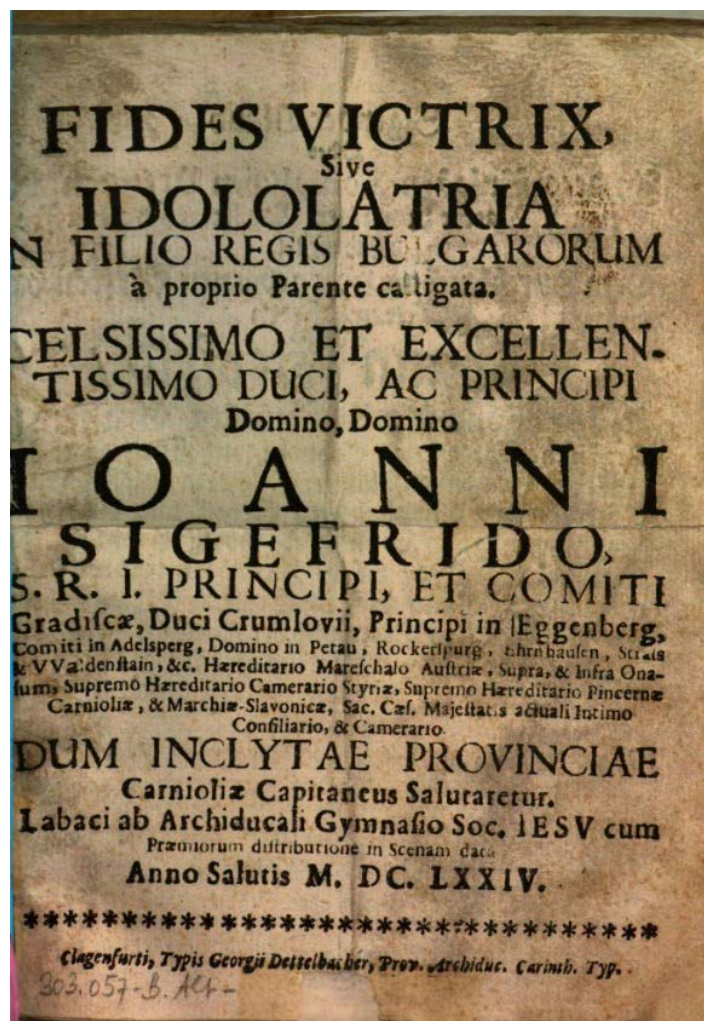 FIDES VICTRIX,
Sive
IDOLOLATRIA
N FILIO REGIS BULGARORUM
à proprio Parente castigata.
CELSISSIMO ET EXCELLEN-
TISSIMO DUCI, AC PRINCIPI
Domino, Domino
IOANNI
SIGEFRIDO,
S. R. I. PRINCIPI, ET COMITI
Gradiſcæ, Duci Crumlovii, Principi in Eggenberg,
Comiti in Adelsperg, Domino in Petau, Rockerſpurg, Ehrnhauſen, Strais
& VValdenſtain, &c. Hæreditario Mareſchalo Auſtriæ, Supra, & Infra Ona-
ſum, Supremo Hæreditario Camerario Styriæ, Supremo Hæreditario Pincernæ
Carnioliæ, & Marchiæ-Slavonicæ, Sac. Cæſ. Majeſtatis actuali Intimo
Conſiliario, & Camerario.
DUM INCLYTAE PROVINCIAE
Carnioliæ Capitaneus Salutaretur.
Labaci ab Archiducali Gymnaſio Soc. IESV cum
Præmiorum diſtributione in Scenam data
Anno Salutis M. DC. LXXIV.
*********************************
Clagenfurti, Typis Georgii Dettelbacher, Prov. Archiduc. Carinth. Typ.
303.057-B. Alt-